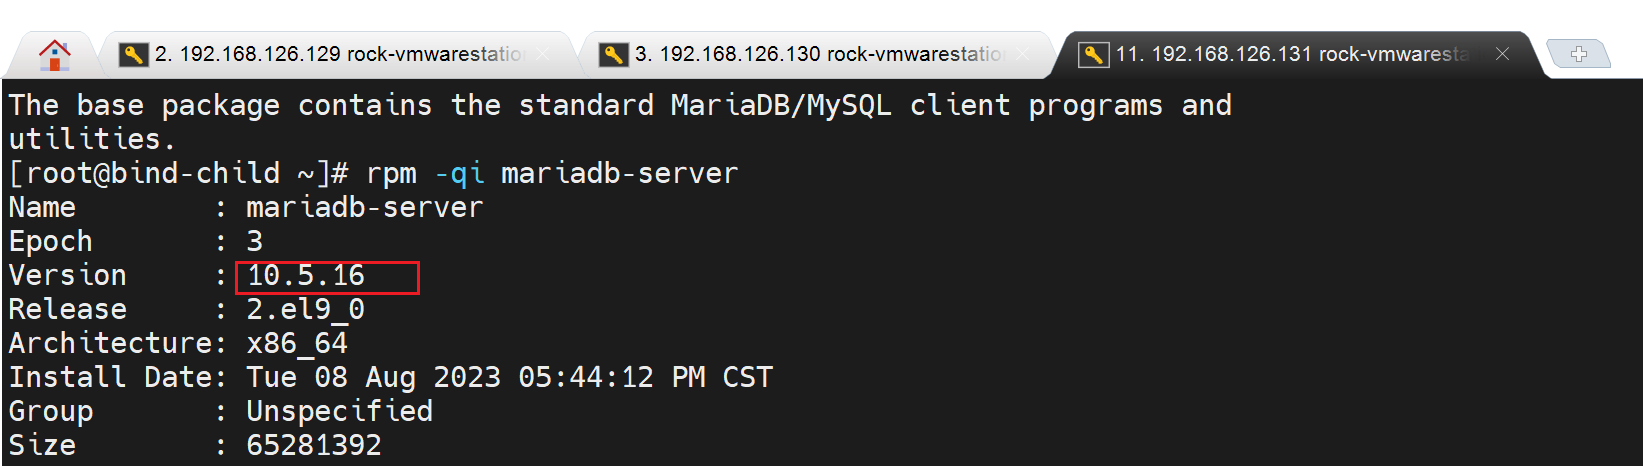 2. 192.168.126.129 rock-vmwarestation
3. 192.168.126.130 rock-vmwarestation
11. 192.168.126.131 rock-vmwaresta
The base package contains the standard MariaDB/MySQL client programs and
utilities.
[root@bind-child ~]# rpm -qi mariadb-server
Name        : mariadb-server
Epoch       : 3
Version     : 10.5.16
Release     : 2.el9_0
Architecture: x86_64
Install Date: Tue 08 Aug 2023 05:44:12 PM CST
Group       : Unspecified
Size        : 65281392